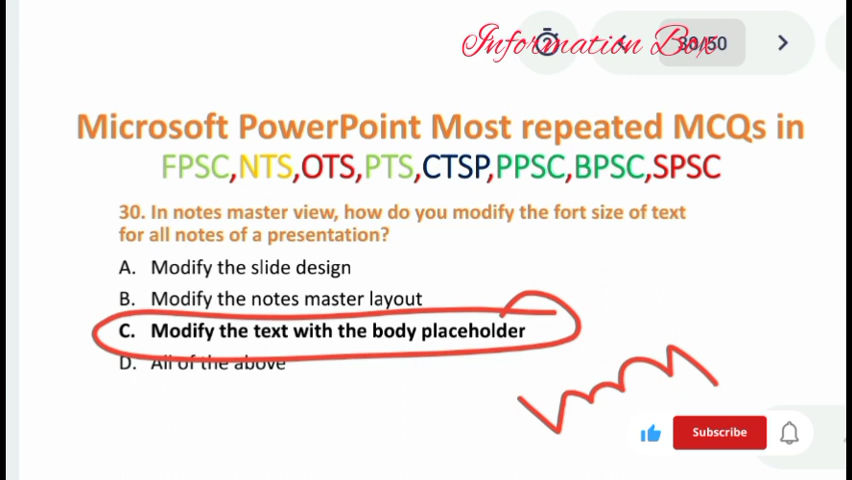 Information Box
30/50
Microsoft PowerPoint Most repeated MCQs in
FPSC,NTS,OTS,PTS,CTSP,PPSC,BPSC,SPSC
30. In notes master view, how do you modify the fort size of text
for all notes of a presentation?
A. Modify the slide design
B. Modify the notes master layout
C. Modify the text with the body placeholder
D. All of the above
Subscribe